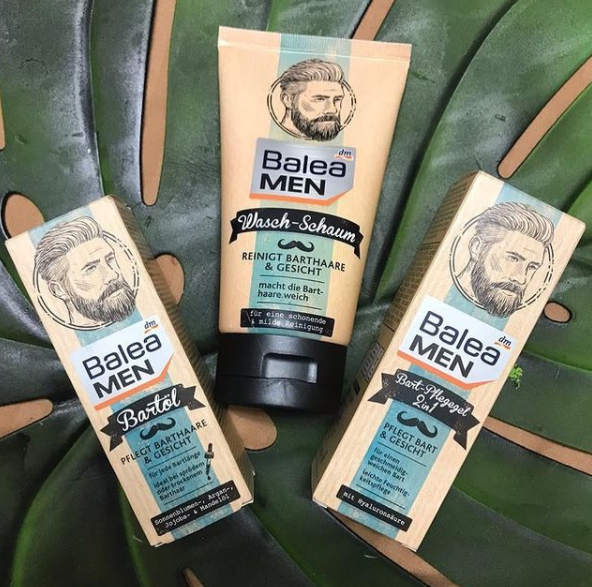 dm
Balea
MEN
Wasch-Schaum
REINIGT BARTHAARE
& GESICHT
macht die Bart-
haare weich
für eine schonende
& milde Reinigung
dm
Balea
MEN
Bartöl
PFLEGT BARTHAARE
& GESICHT
für jede Bartlänge
ideal bei sprödem
oder trockenem
Barthaar
Sonnenblumen-, Argan-,
Jojoba- & Mandelöl
dm
Balea
MEN
Bart-Pflegegel
2in1
PFLEGT BART
& GESICHT
für einen
geschmeidig-
weichen Bart
leichte Feuchtig-
keitspflege
mit Hyaluronsäure